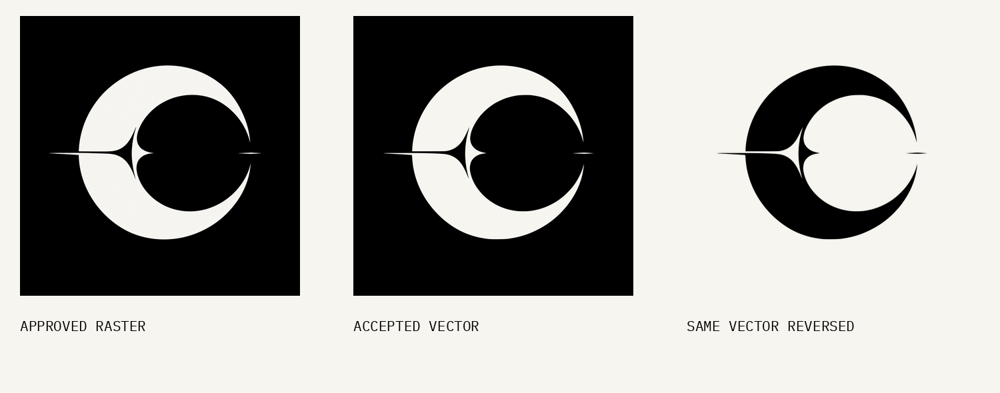 APPROVED RASTER
ACCEPTED VECTOR
SAME VECTOR REVERSED